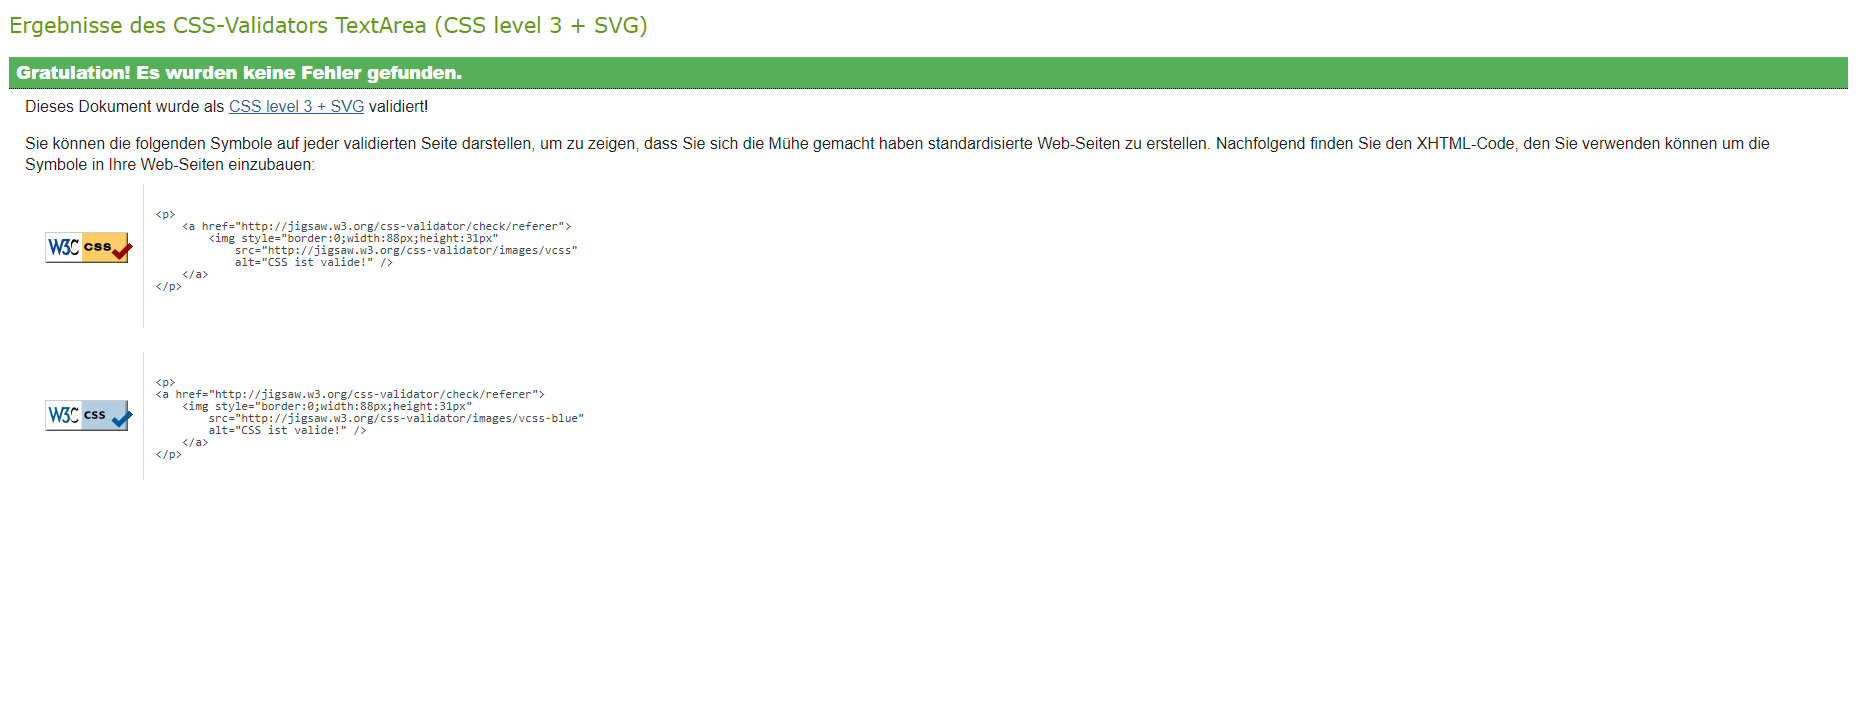 Ergebnisse des CSS-Validators TextArea (CSS level 3 + SVG)
Gratulation! Es wurden keine Fehler gefunden.
Dieses Dokument wurde als CSS level 3 + SVG validiert!
Sie können die folgenden Symbole auf jeder validierten Seite darstellen, um zu zeigen, dass Sie sich die Mühe gemacht haben standardisierte Web-Seiten zu erstellen. Nachfolgend finden Sie den XHTML-Code, den Sie verwenden können um die
Symbole in Ihre Web-Seiten einzubauen:
W3C css
<p>
    <a href="http://jigsaw.w3.org/css-validator/check/referer">
        <img style="border:0;width:88px;height:31px"
            src="http://jigsaw.w3.org/css-validator/images/vcss"
            alt="CSS ist valide!" />
    </a>
</p>
W3C css
<p>
<a href="http://jigsaw.w3.org/css-validator/check/referer">
    <img style="border:0;width:88px;height:31px"
        src="http://jigsaw.w3.org/css-validator/images/vcss-blue"
        alt="CSS ist valide!" />
    </a>
</p>